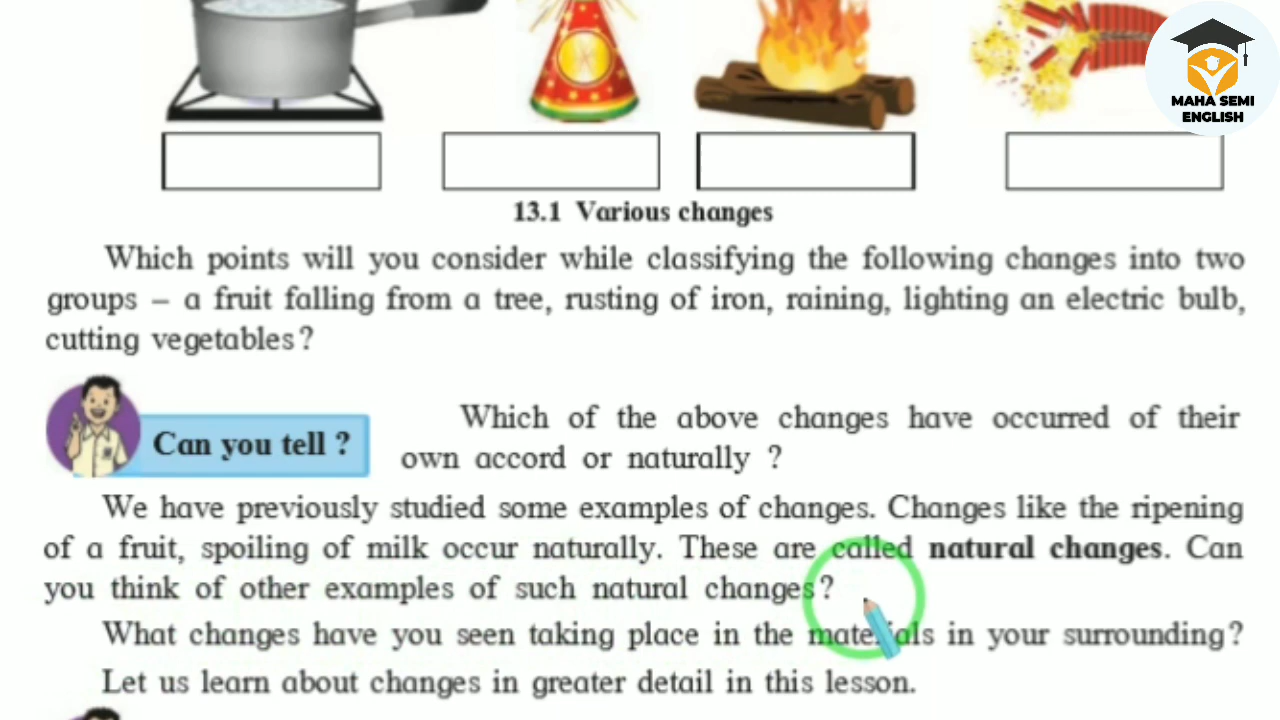 MAHA SEMI
ENGLISH
13.1 Various changes
Which points will you consider while classifying the following changes into two
groups – a fruit falling from a tree, rusting of iron, raining, lighting an electric bulb,
cutting vegetables?
Can you tell ?
Which of the above changes have occurred of their
own accord or naturally ?
We have previously studied some examples of changes. Changes like the ripening
of a fruit, spoiling of milk occur naturally. These are called natural changes. Can
you think of other examples of such natural changes?
What changes have you seen taking place in the materials in your surrounding?
Let us learn about changes in greater detail in this lesson.